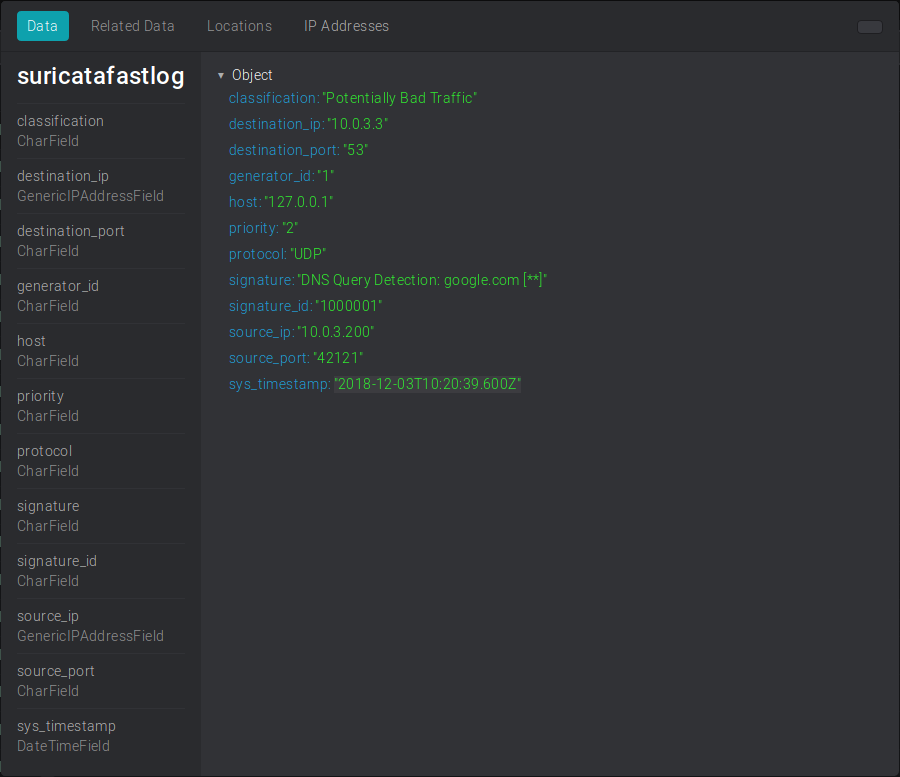 Data Related Data Locations IP Addresses
suricatafastlog
classification
CharField
destination_ip
GenericIPAddressField
destination_port
CharField
generator_id
CharField
host
CharField
priority
CharField
protocol
CharField
signature
CharField
signature_id
CharField
source_ip
GenericIPAddressField
source_port
CharField
sys_timestamp
DateTimeField
▼ Object
classification: "Potentially Bad Traffic"
destination_ip: "10.0.3.3"
destination_port: "53"
generator_id: "1"
host: "127.0.0.1"
priority: "2"
protocol: "UDP"
signature: "DNS Query Detection: google.com [**]"
signature_id: "1000001"
source_ip: "10.0.3.200"
source_port: "42121"
sys_timestamp: "2018-12-03T10:20:39.600Z"